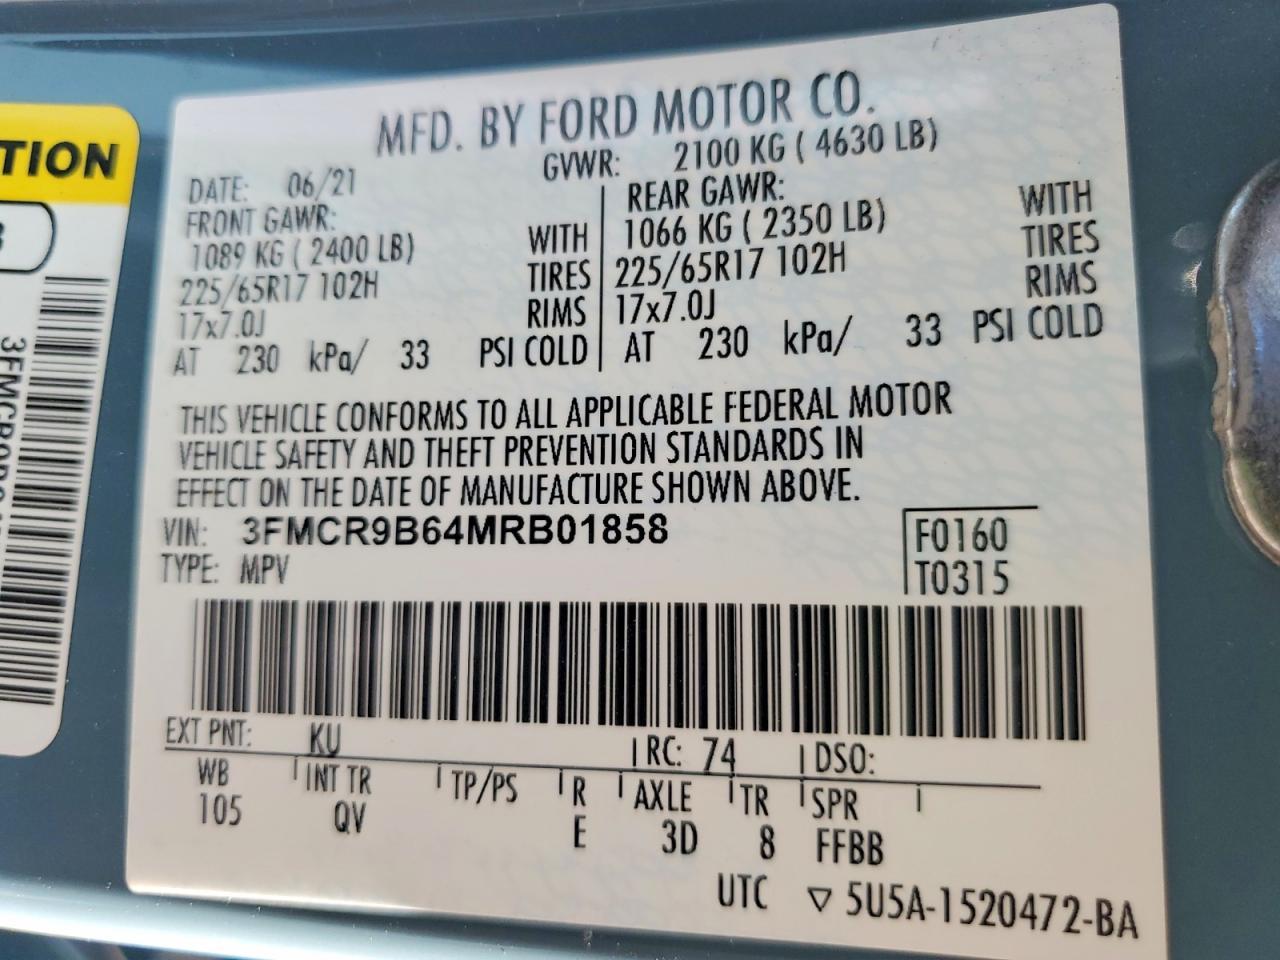 TION
3FMCR9B64
MFD. BY FORD MOTOR CO.
DATE: 06/21
GVWR: 2100 KG ( 4630 LB)
FRONT GAWR:
1089 KG ( 2400 LB) WITH
225/65R17 102H TIRES
17x7.0J RIMS
AT 230 kPa/ 33 PSI COLD
REAR GAWR: WITH
1066 KG ( 2350 LB) TIRES
225/65R17 102H RIMS
17x7.0J
AT 230 kPa/ 33 PSI COLD
THIS VEHICLE CONFORMS TO ALL APPLICABLE FEDERAL MOTOR
VEHICLE SAFETY AND THEFT PREVENTION STANDARDS IN
EFFECT ON THE DATE OF MANUFACTURE SHOWN ABOVE.
VIN: 3FMCR9B64MRB01858
TYPE: MPV
F0160
T0315
EXT PNT: KU RC: 74 DSO:
WB INT TR TP/PS R AXLE TR SPR
105 QV E 3D 8 FFBB
UTC ▽ 5U5A-1520472-BA